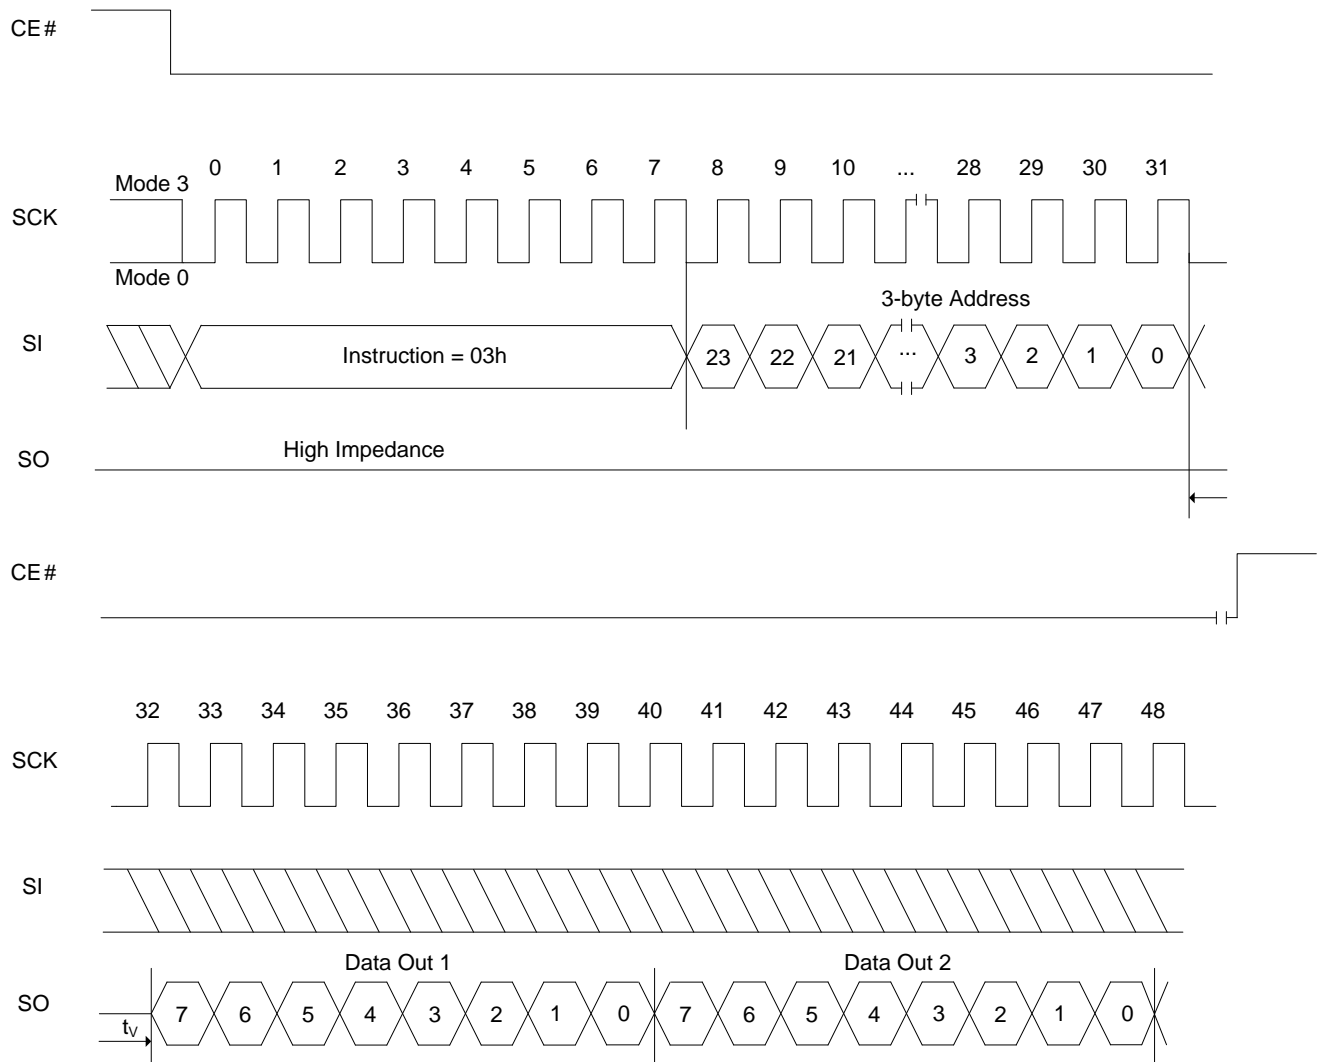 CE#
0 1 2 3 4 5 6 7 8 9 10 ... 28 29 30 31
Mode 3
SCK
Mode 0
3-byte Address
SI
Instruction = 03h 23 22 21 ... 3 2 1 0
High Impedance
SO
CE#
32 33 34 35 36 37 38 39 40 41 42 43 44 45 46 47 48
SCK
SI
Data Out 1 Data Out 2
SO
7 6 5 4 3 2 1 0 7 6 5 4 3 2 1 0
tV